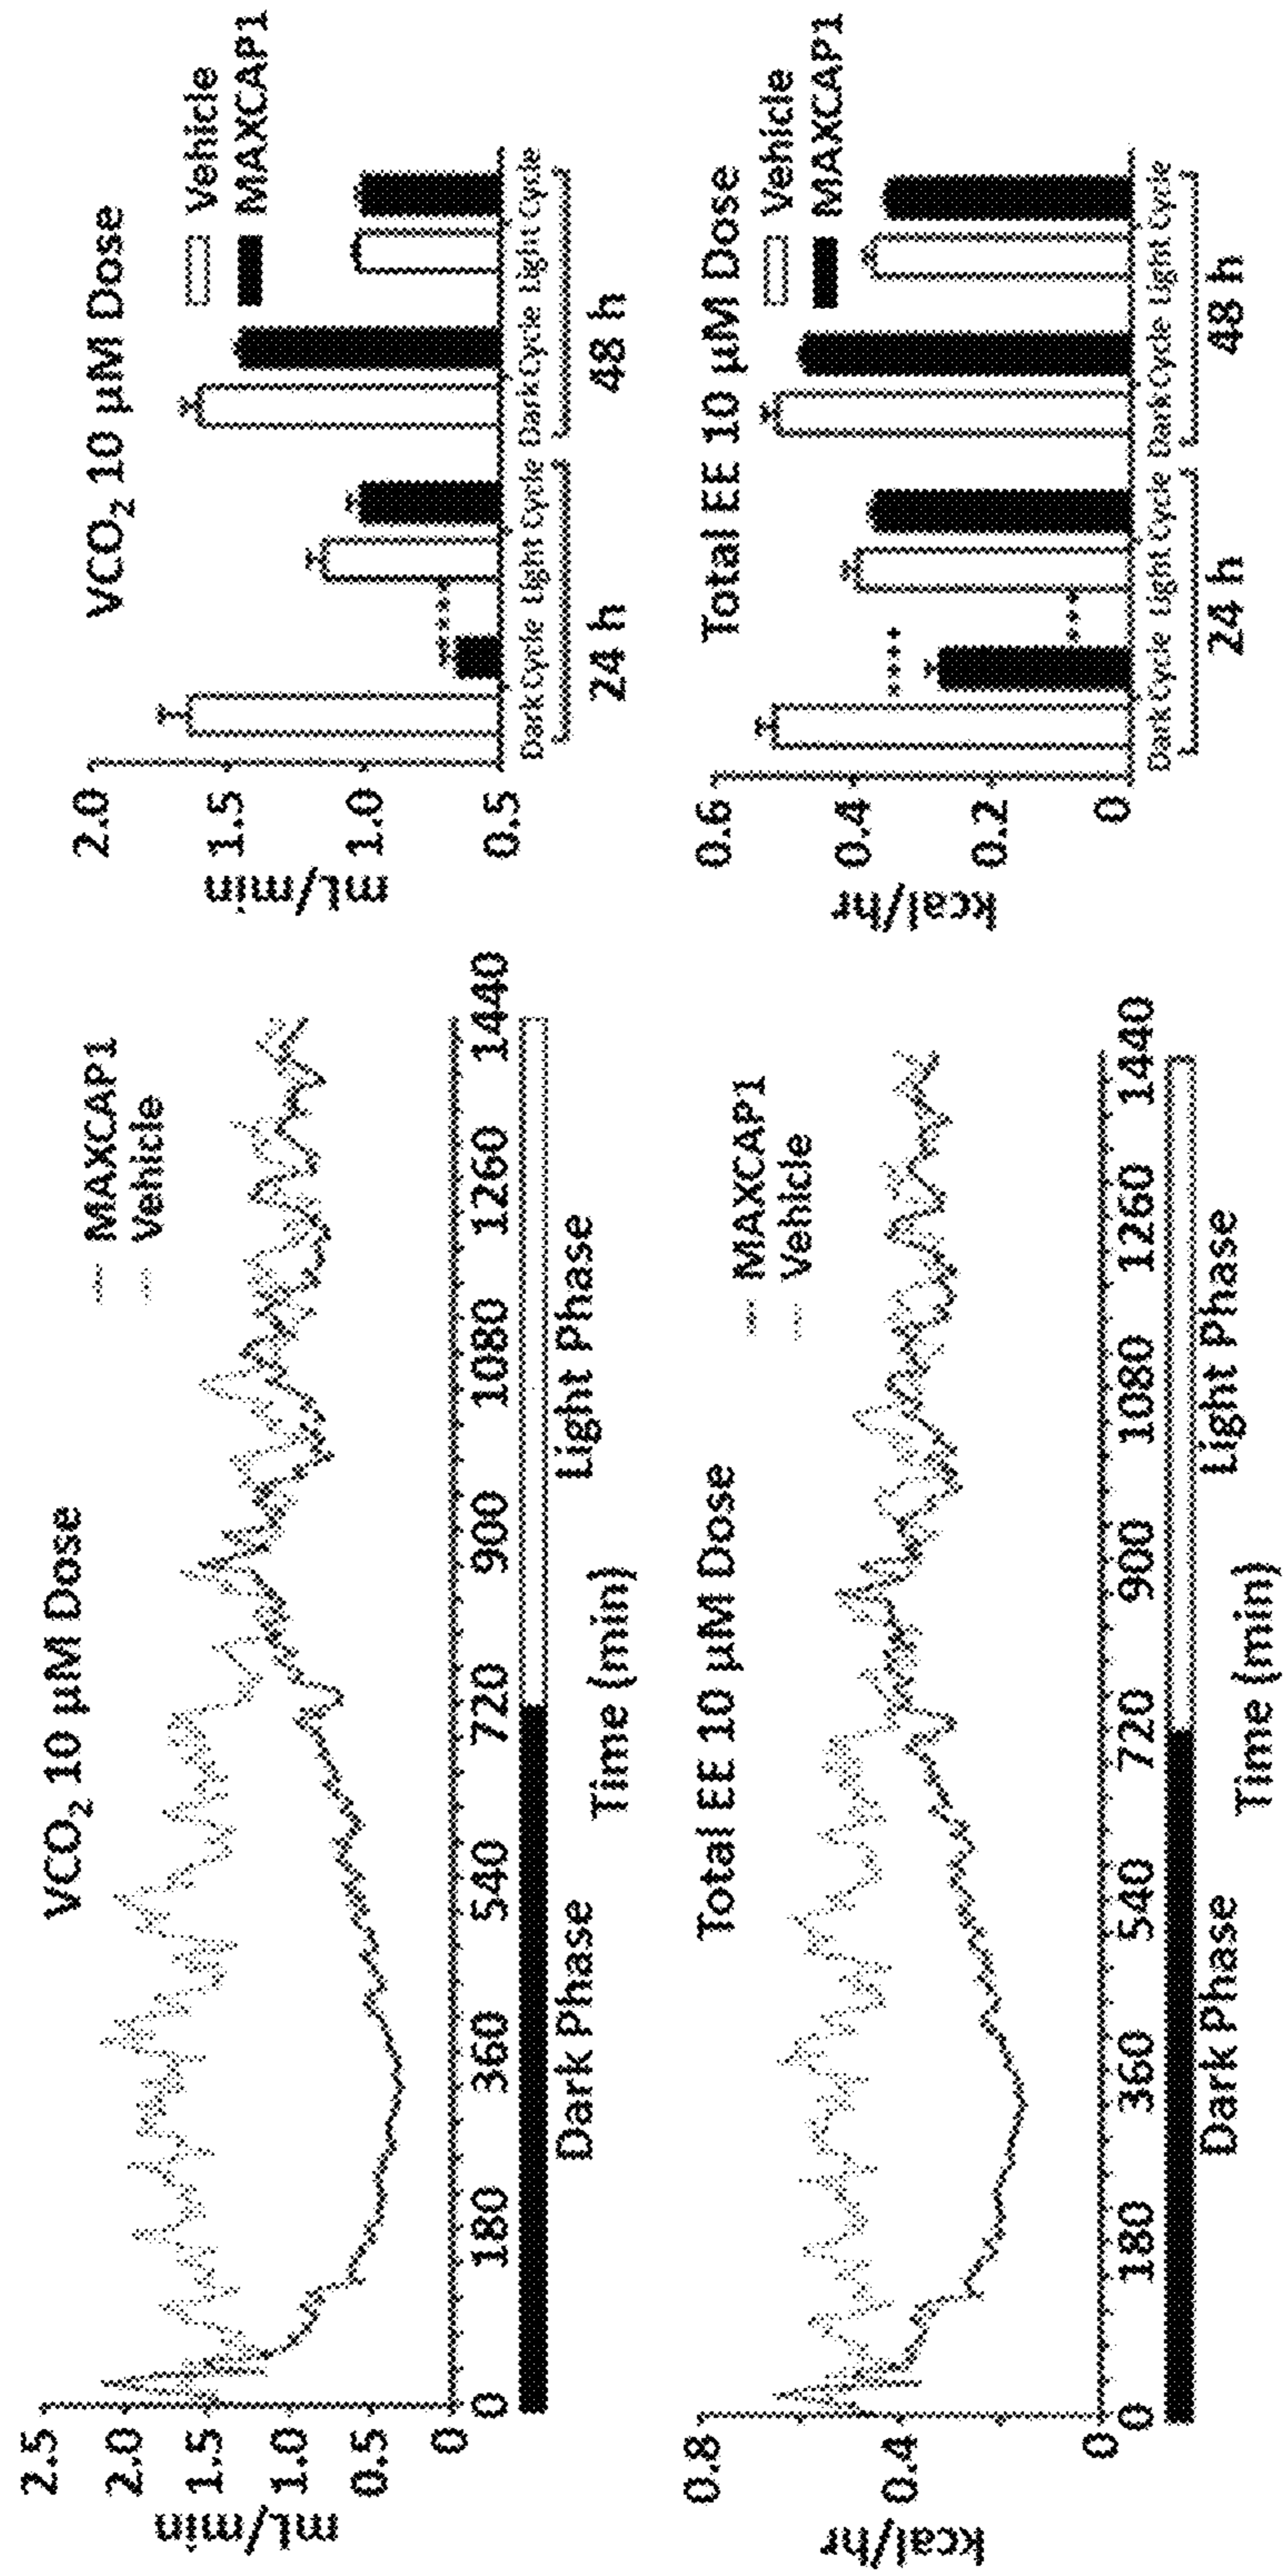 VCO₂ 10 µM Dose
MAXCAP1
Vehicle
mL/min
2.5
2.0
1.5
1.0
0.5
0
0 180 360 540 720 900 1080 1260 1440
Dark Phase Light Phase
Time (min)
VCO₂ 10 µM Dose
Vehicle
MAXCAP1
mL/min
2.0
1.5
1.0
0.5
Dark Cycle Light Cycle Dark Cycle Light Cycle
24 h 48 h
Total EE 10 µM Dose
MAXCAP1
Vehicle
kcal/hr
0.8
0.4
0
0 180 360 540 720 900 1080 1260 1440
Dark Phase Light Phase
Time (min)
Total EE 10 µM Dose
Vehicle
MAXCAP1
kcal/hr
0.6
0.4
0.2
0
Dark Cycle Light Cycle Dark Cycle Light Cycle
24 h 48 h